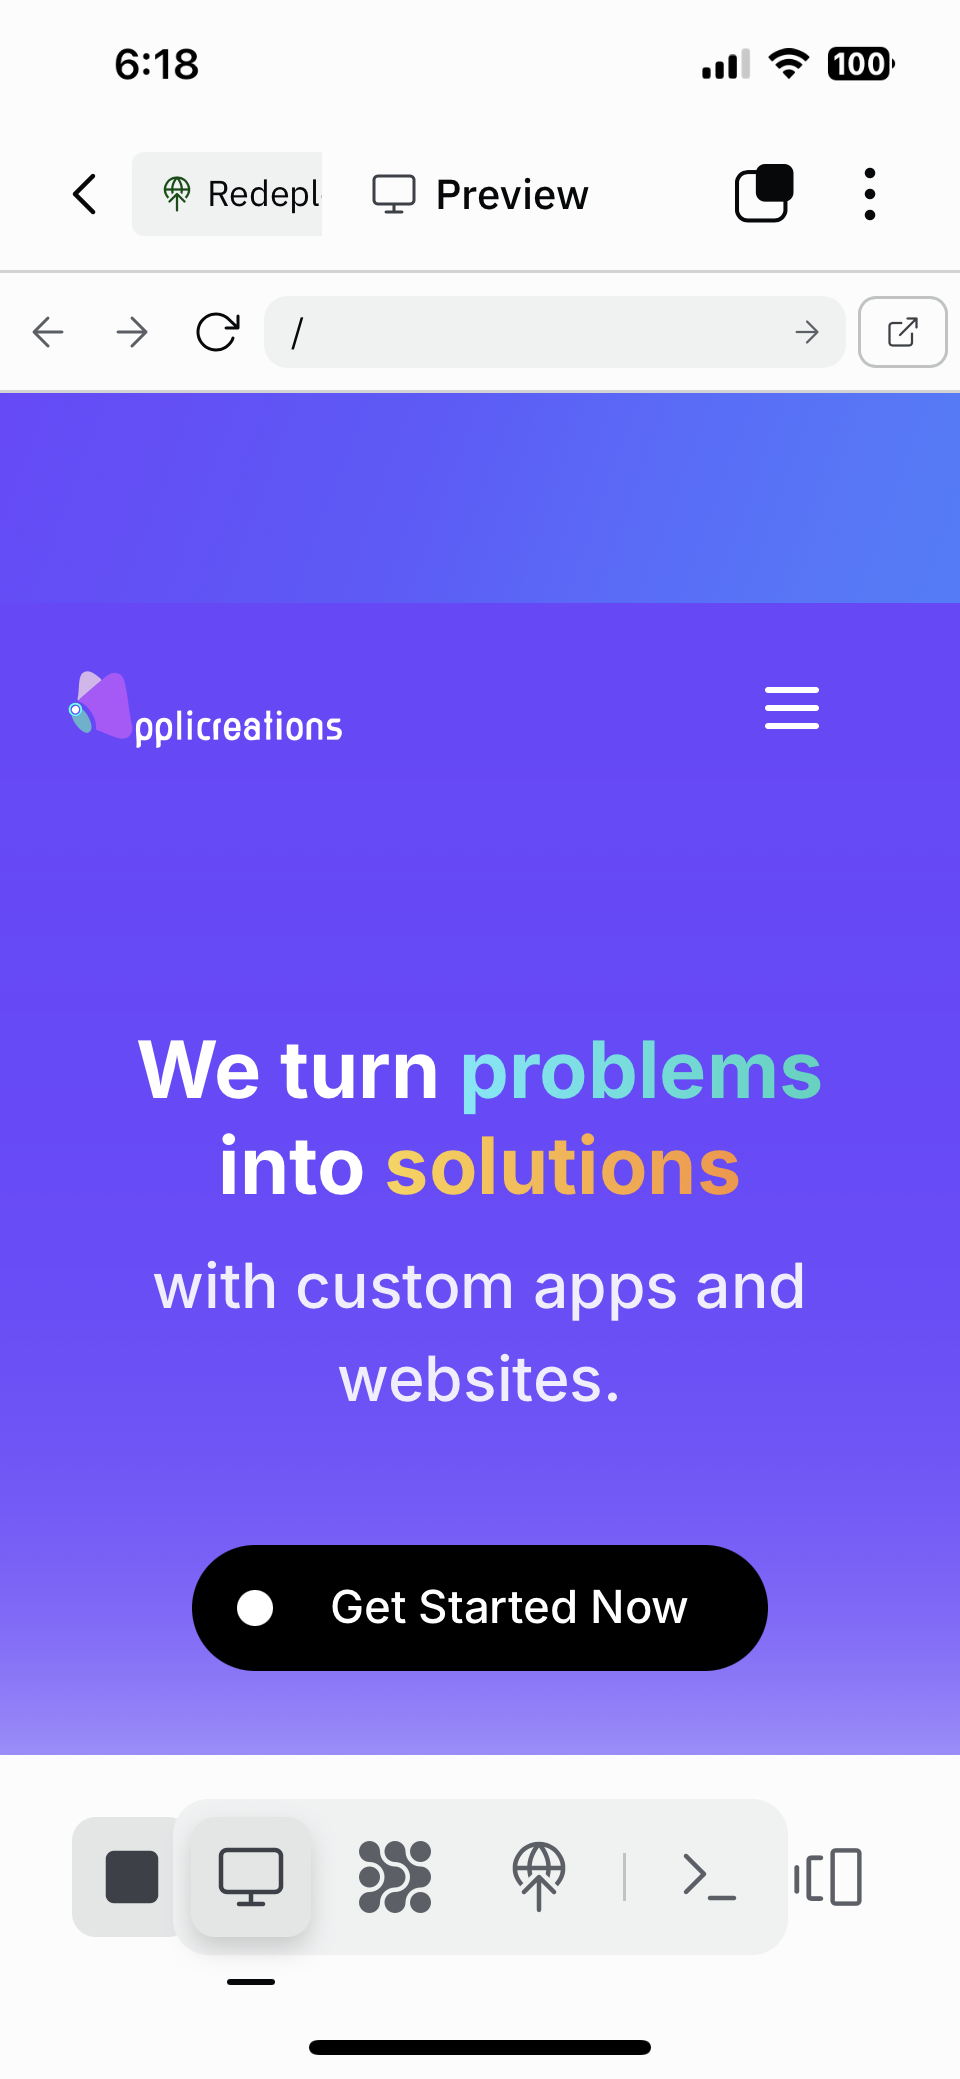 6:18
100
Redepl
Preview
/
pplicreations
We turn problems
into solutions
with custom apps and
websites.
Get Started Now